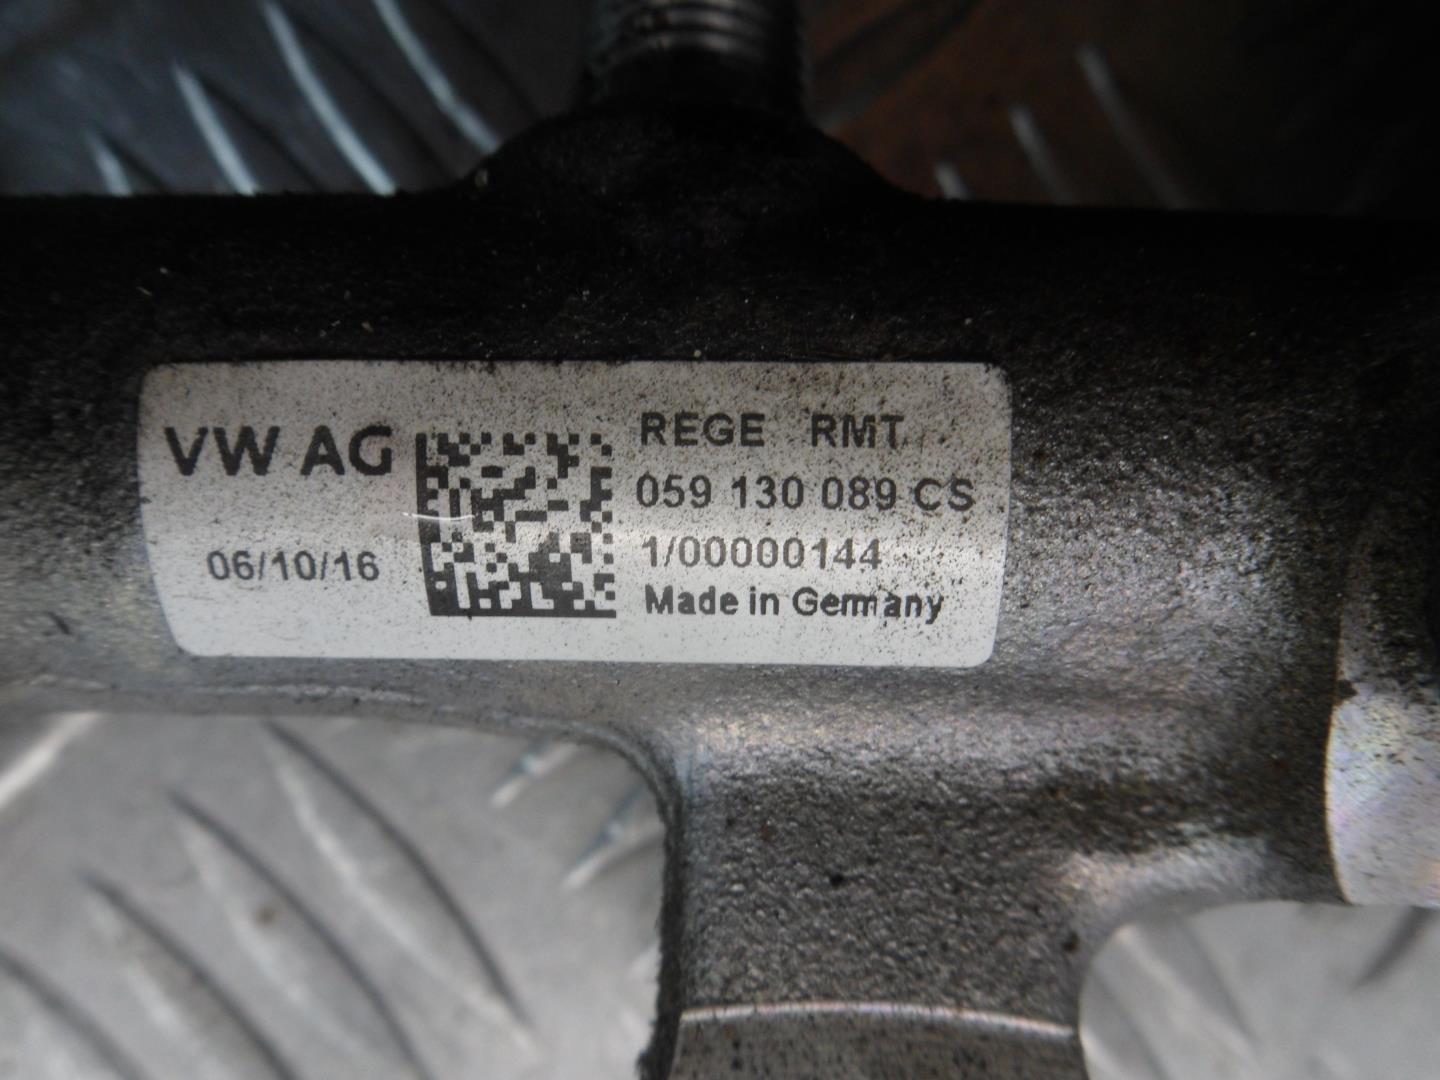 VW AG
06/10/16
REGE RMT
059 130 089 CS
1/00000144
Made in Germany